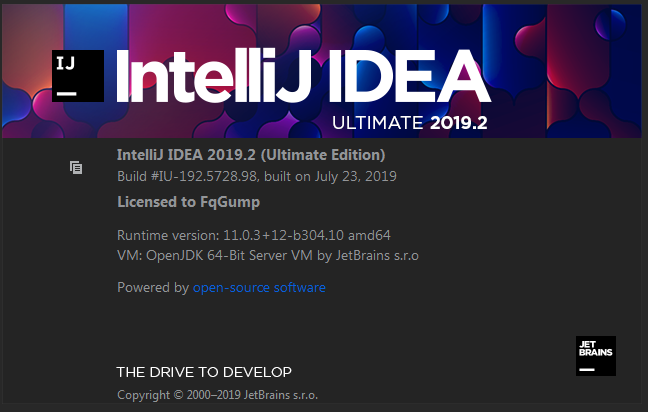 IJ
IntelliJ IDEA
ULTIMATE 2019.2
IntelliJ IDEA 2019.2 (Ultimate Edition)
Build #IU-192.5728.98, built on July 23, 2019
Licensed to FqGump
Runtime version: 11.0.3+12-b304.10 amd64
VM: OpenJDK 64-Bit Server VM by JetBrains s.r.o
Powered by open-source software
JET
BRAINS
THE DRIVE TO DEVELOP
Copyright © 2000–2019 JetBrains s.r.o.